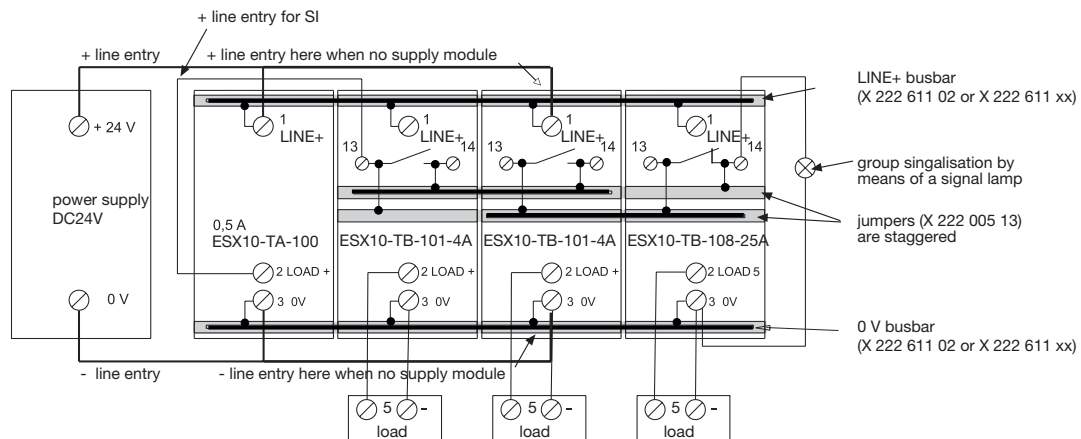 + line entry for SI
+ line entry
+ line entry here when no supply module
LINE+ busbar
(X 222 611 02 or X 222 611 xx)
+ 24 V
1
LINE+
1
LINE+
1
LINE+
1
LINE+
13
14
13
14
13
14
group singalisation by
means of a signal lamp
power supply
DC24V
jumpers (X 222 005 13)
are staggered
0,5 A
ESX10-TA-100
ESX10-TB-101-4A
ESX10-TB-101-4A
ESX10-TB-108-25A
2 LOAD +
2 LOAD +
2 LOAD +
2 LOAD 5
0 V
3 0V
3 0V
3 0V
3 0V
0 V busbar
(X 222 611 02 or X 222 611 xx)
- line entry
- line entry here when no supply module
5 -
load
5 -
load
5 -
load